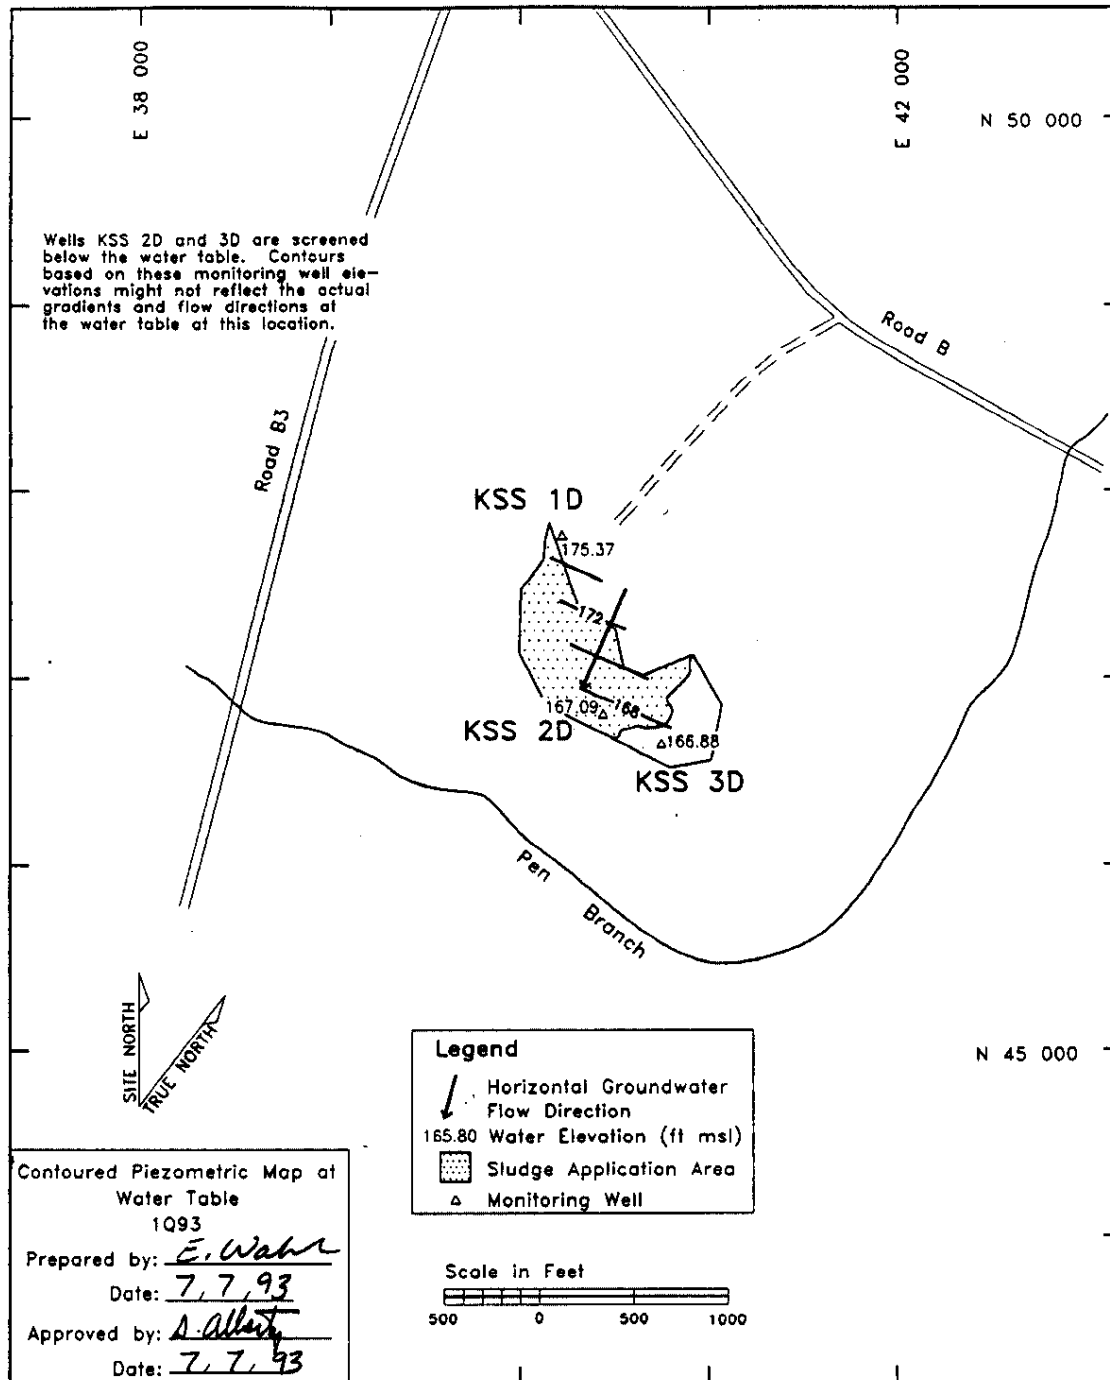 E 38 000
E 42 000
N 50 000
Wells KSS 2D and 3D are screened
below the water table. Contours
based on these monitoring well ele-
vations might not reflect the actual
gradients and flow directions at
the water table at this location.
Road B
Road B3
KSS 1D
175.37
172
167.09
168
KSS 2D
166.88
KSS 3D
Pen
Branch
SITE NORTH
TRUE NORTH
N 45 000
Legend
Horizontal Groundwater
Flow Direction
165.80 Water Elevation (ft msl)
Sludge Application Area
Monitoring Well
Contoured Piezometric Map at
Water Table
1Q93
Prepared by: E. Wahl
Date: 7, 7, 93
Approved by: A. Alberty
Date: 7, 7, 93
Scale in Feet
500 0 500 1000